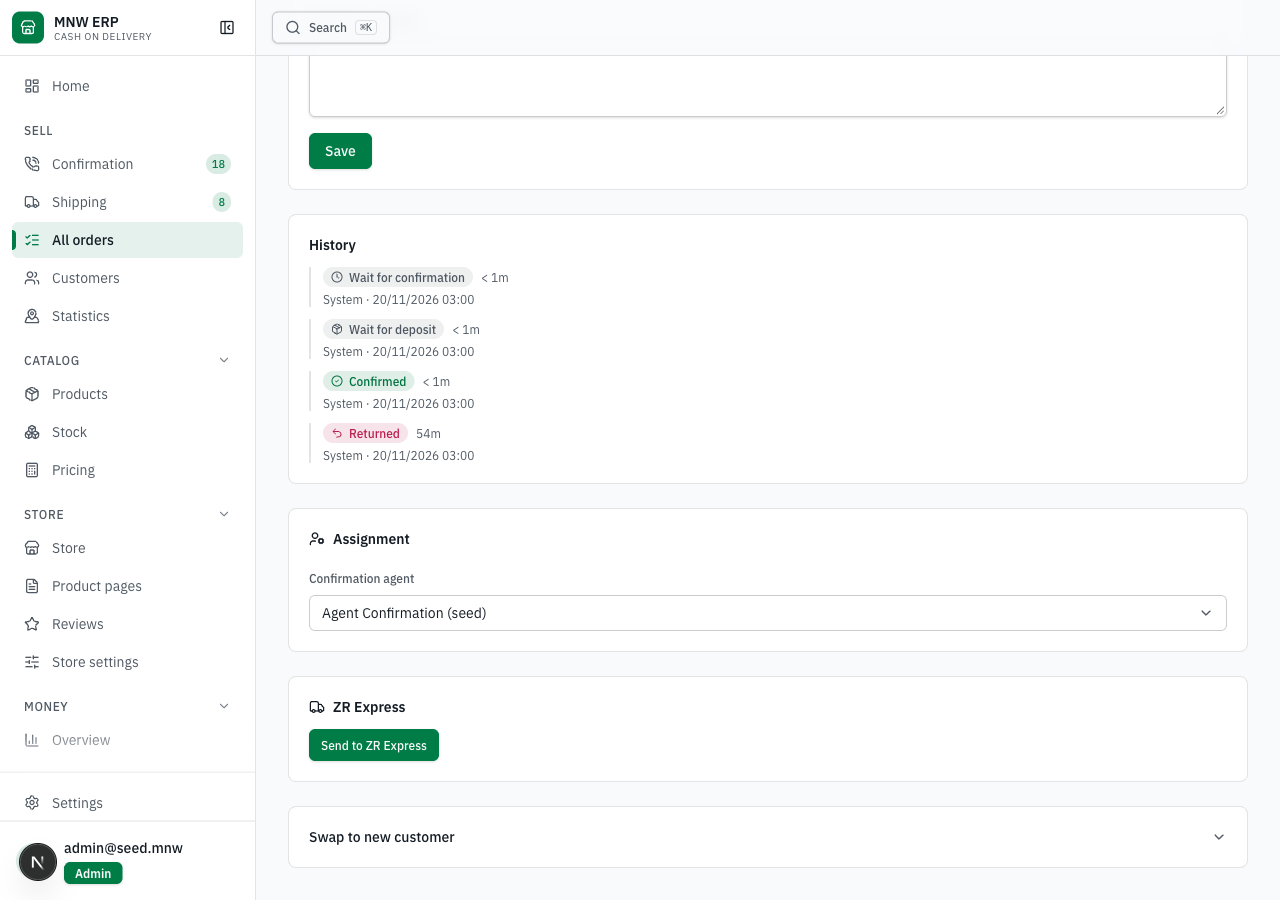 MNW ERP
CASH ON DELIVERY
Search ⌘K
Home
SELL
Confirmation 18
Shipping 8
All orders
Customers
Statistics
CATALOG
Products
Stock
Pricing
STORE
Store
Product pages
Reviews
Store settings
MONEY
Overview
Settings
N
admin@seed.mnw
Admin
Save
History
Wait for confirmation < 1m
System · 20/11/2026 03:00
Wait for deposit < 1m
System · 20/11/2026 03:00
Confirmed < 1m
System · 20/11/2026 03:00
Returned 54m
System · 20/11/2026 03:00
Assignment
Confirmation agent
Agent Confirmation (seed)
ZR Express
Send to ZR Express
Swap to new customer